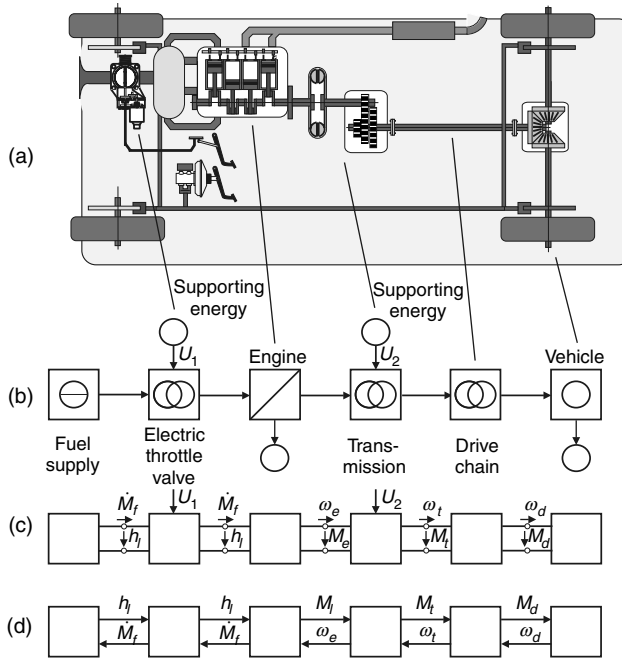 (a)
Supporting energy
Supporting energy
U1
Engine
U2
Vehicle
(b)
Fuel supply
Electric throttle valve
Trans-mission
Drive chain
(c)
Ṁf
hl
U1
Ṁf
hl
ωe
Me
U2
ωt
Mt
ωd
Md
(d)
hl
hl
Ml
Mt
Md
Ṁf
Ṁf
ωe
ωt
ωd